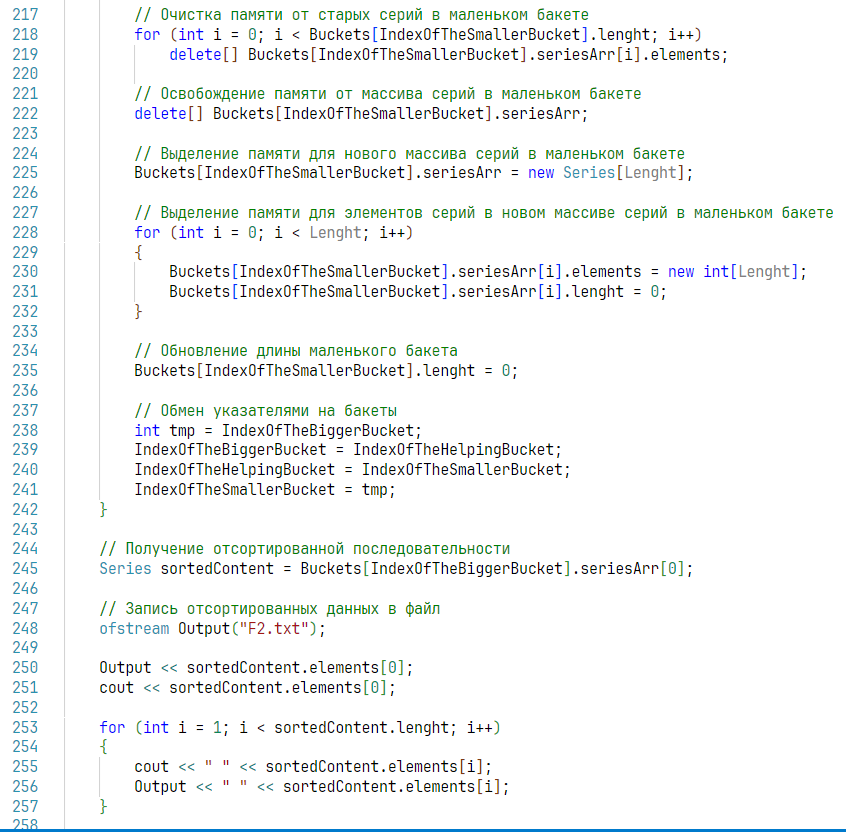 217 // Очистка памяти от старых серий в маленьком бакете
218 for (int i = 0; i < Buckets[IndexOfTheSmallerBucket].lenght; i++)
219 delete[] Buckets[IndexOfTheSmallerBucket].seriesArr[i].elements;
220
221 // Освобождение памяти от массива серий в маленьком бакете
222 delete[] Buckets[IndexOfTheSmallerBucket].seriesArr;
223
224 // Выделение памяти для нового массива серий в маленьком бакете
225 Buckets[IndexOfTheSmallerBucket].seriesArr = new Series[Lenght];
226
227 // Выделение памяти для элементов серий в новом массиве серий в маленьком бакете
228 for (int i = 0; i < Lenght; i++)
229 {
230 Buckets[IndexOfTheSmallerBucket].seriesArr[i].elements = new int[Lenght];
231 Buckets[IndexOfTheSmallerBucket].seriesArr[i].lenght = 0;
232 }
233
234 // Обновление длины маленького бакета
235 Buckets[IndexOfTheSmallerBucket].lenght = 0;
236
237 // Обмен указателями на бакеты
238 int tmp = IndexOfTheBiggerBucket;
239 IndexOfTheBiggerBucket = IndexOfTheHelpingBucket;
240 IndexOfTheHelpingBucket = IndexOfTheSmallerBucket;
241 IndexOfTheSmallerBucket = tmp;
242 }
243
244 // Получение отсортированной последовательности
245 Series sortedContent = Buckets[IndexOfTheBiggerBucket].seriesArr[0];
246
247 // Запись отсортированных данных в файл
248 ofstream Output("F2.txt");
249
250 Output << sortedContent.elements[0];
251 cout << sortedContent.elements[0];
252
253 for (int i = 1; i < sortedContent.lenght; i++)
254 {
255 cout << " " << sortedContent.elements[i];
256 Output << " " << sortedContent.elements[i];
257 }
258